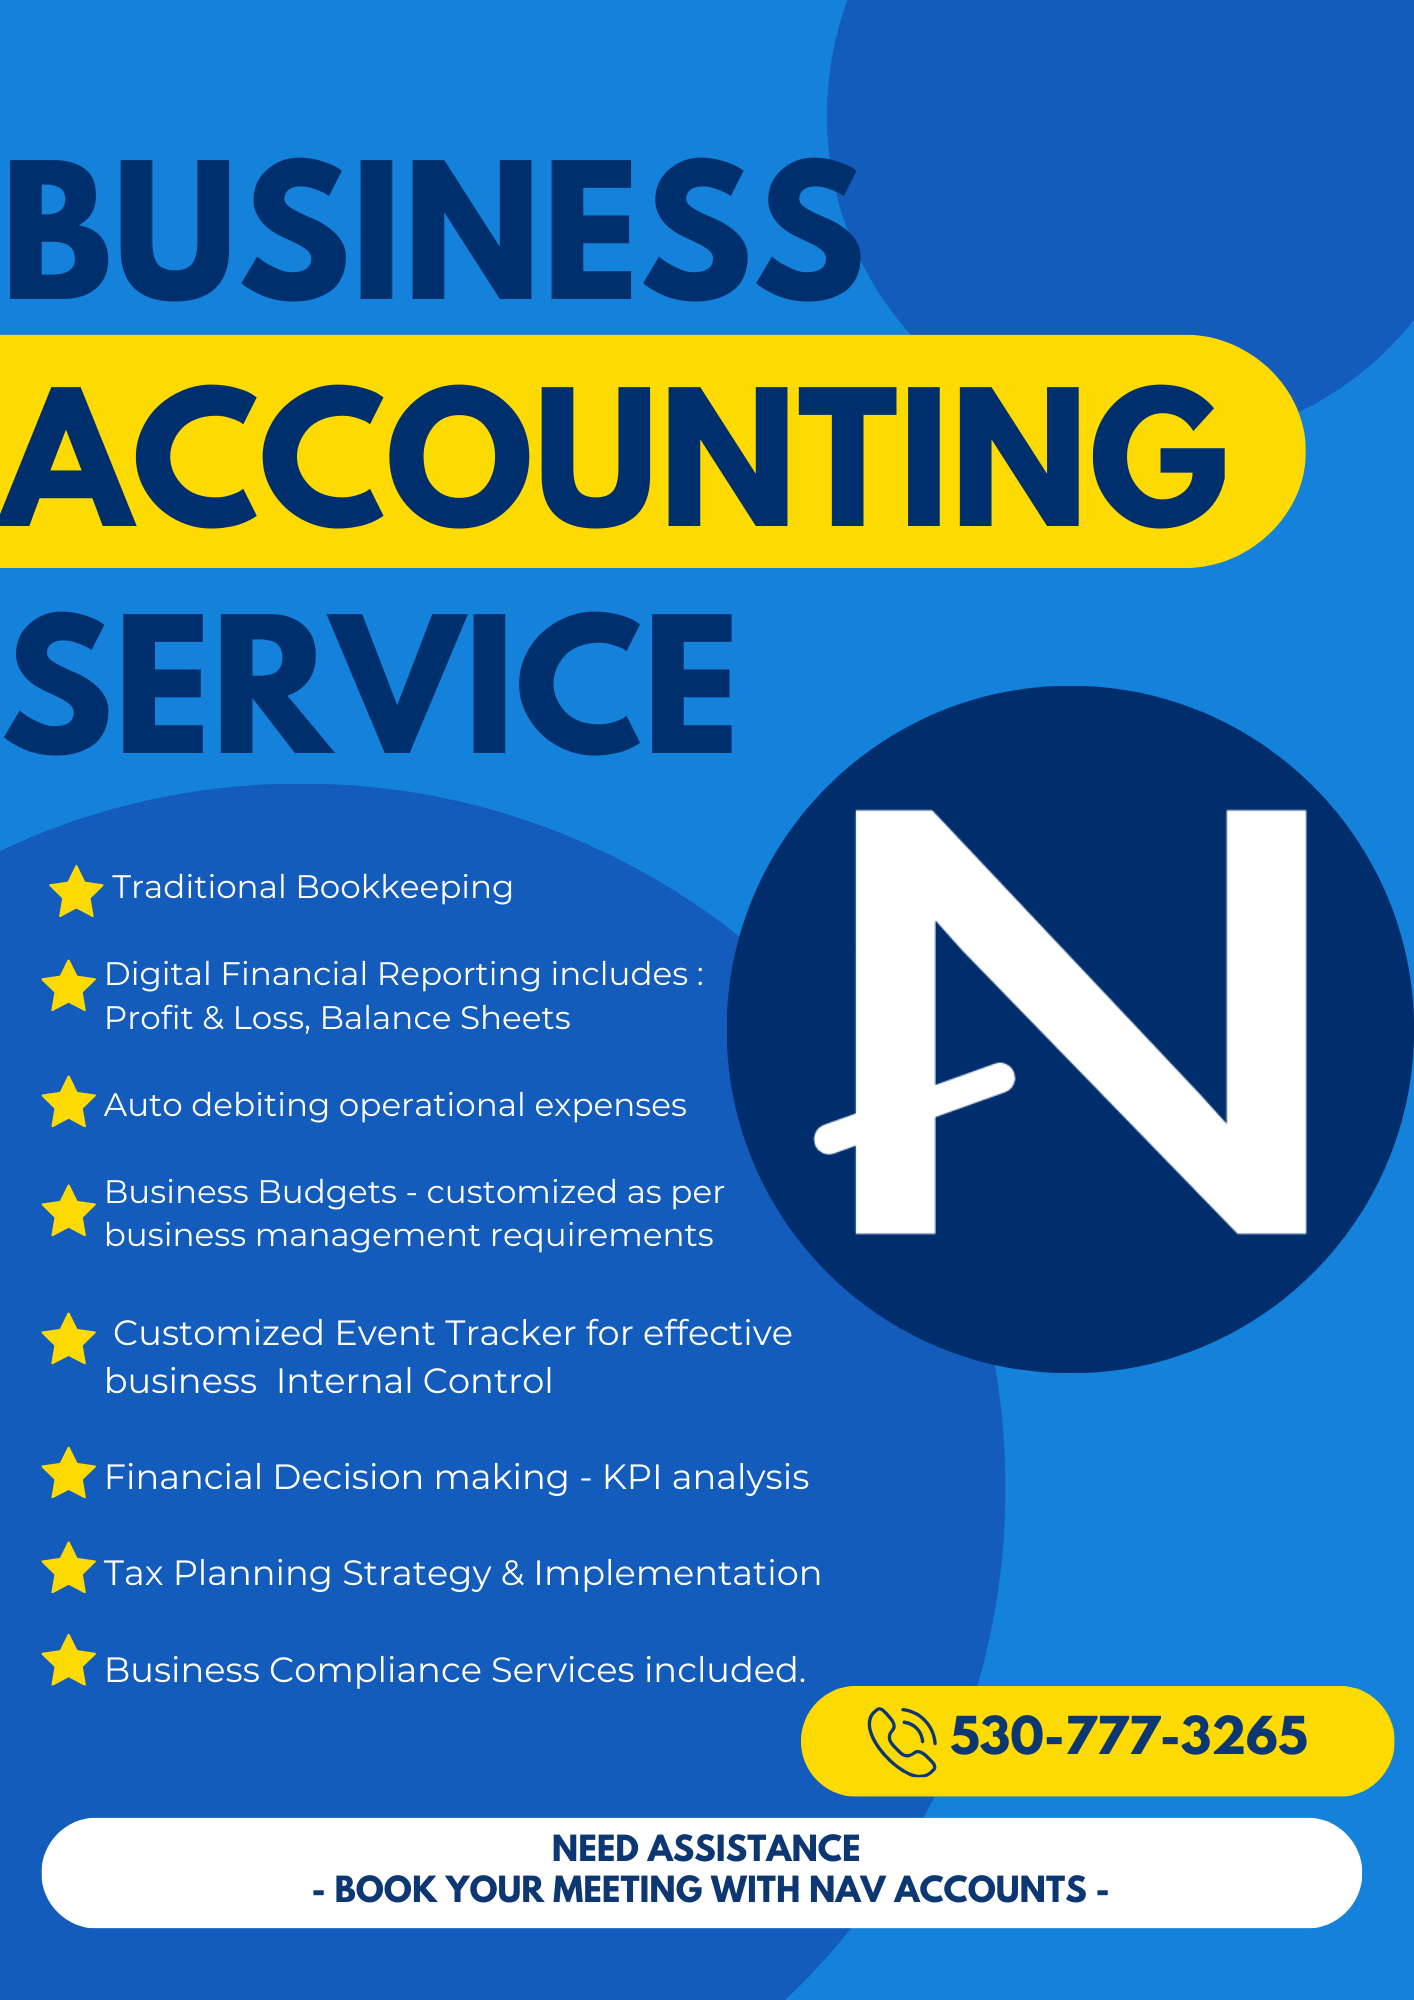 BUSINESS
ACCOUNTING
SERVICE
N
Traditional Bookkeeping
Digital Financial Reporting includes :
Profit & Loss, Balance Sheets
Auto debiting operational expenses
Business Budgets - customized as per
business management requirements
Customized Event Tracker for effective
business  Internal Control
Financial Decision making - KPI analysis
Tax Planning Strategy & Implementation
Business Compliance Services included.
530-777-3265
NEED ASSISTANCE
- BOOK YOUR MEETING WITH NAV ACCOUNTS -